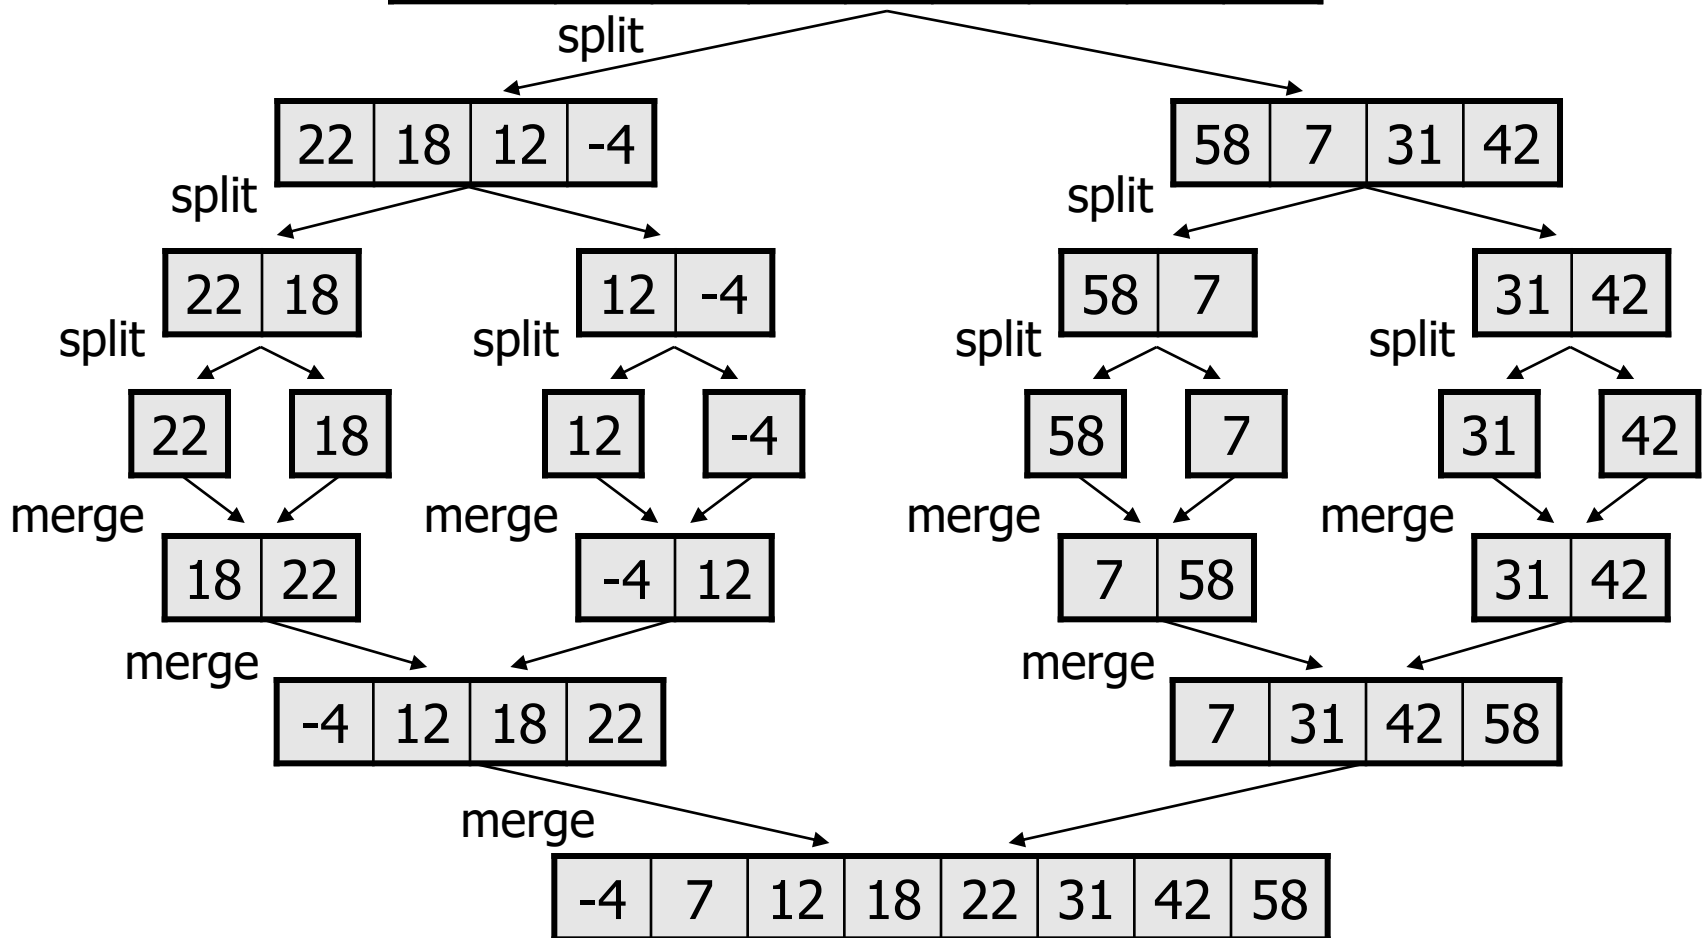 split
22 18 12 -4 58 7 31 42
split split
22 18 12 -4 58 7 31 42
split split split split
22 18 12 -4 58 7 31 42
merge merge merge merge
18 22 -4 12 7 58 31 42
merge merge
-4 12 18 22 7 31 42 58
merge
-4 7 12 18 22 31 42 58